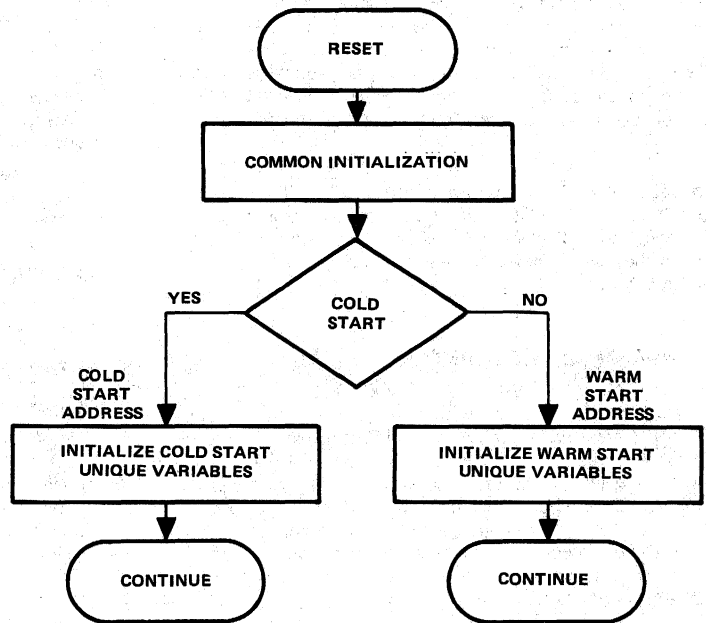 RESET
COMMON INITIALIZATION
COLD
START
YES
NO
COLD
START
ADDRESS
WARM
START
ADDRESS
INITIALIZE COLD START
UNIQUE VARIABLES
INITIALIZE WARM START
UNIQUE VARIABLES
CONTINUE
CONTINUE